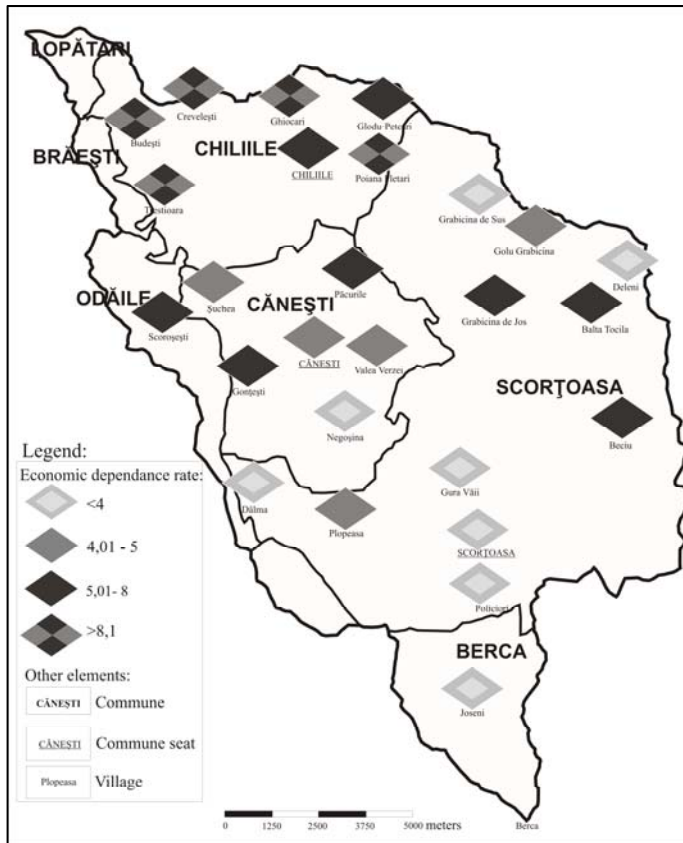 LOPĂTARI
Crevelești
Ghiocari
Glodu Petcari
Budești
BRĂEȘTI
CHILIILE
CHILIILE
Poiana Pletari
Trestioara
Grabicina de Sus
Golu Grabicina
Deleni
ODĂILE
Șuchea
CĂNEȘTI
Păcurile
Grabicina de Jos
Balta Tocila
Scoroșești
CĂNEȘTI
Valea Verzei
Gonțești
SCORȚOASA
Negoșina
Beciu
Legend:
Economic dependance rate:
<4
4,01 - 5
5,01- 8
>8,1
Dâlma
Plopeasa
Gura Văii
SCORȚOASA
Policiori
Other elements:
CĂNEȘTI Commune
CĂNEȘTI Commune seat
Plopeasa Village
BERCA
Joseni
0 1250 2500 3750 5000 meters
Berca